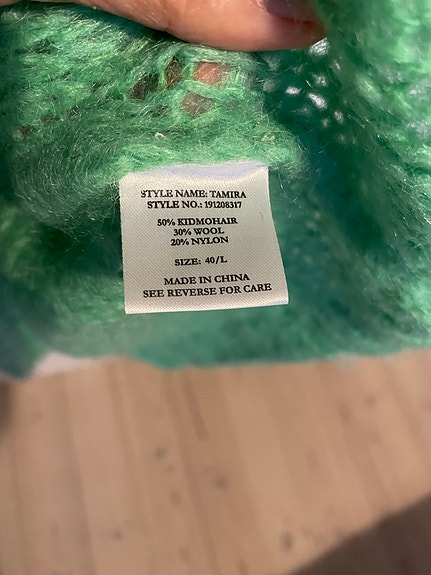 STYLE NAME: TAMIRA
STYLE NO.: 191208317
50% KIDMOHAIR
30% WOOL
20% NYLON
SIZE: 40/L
MADE IN CHINA
SEE REVERSE FOR CARE